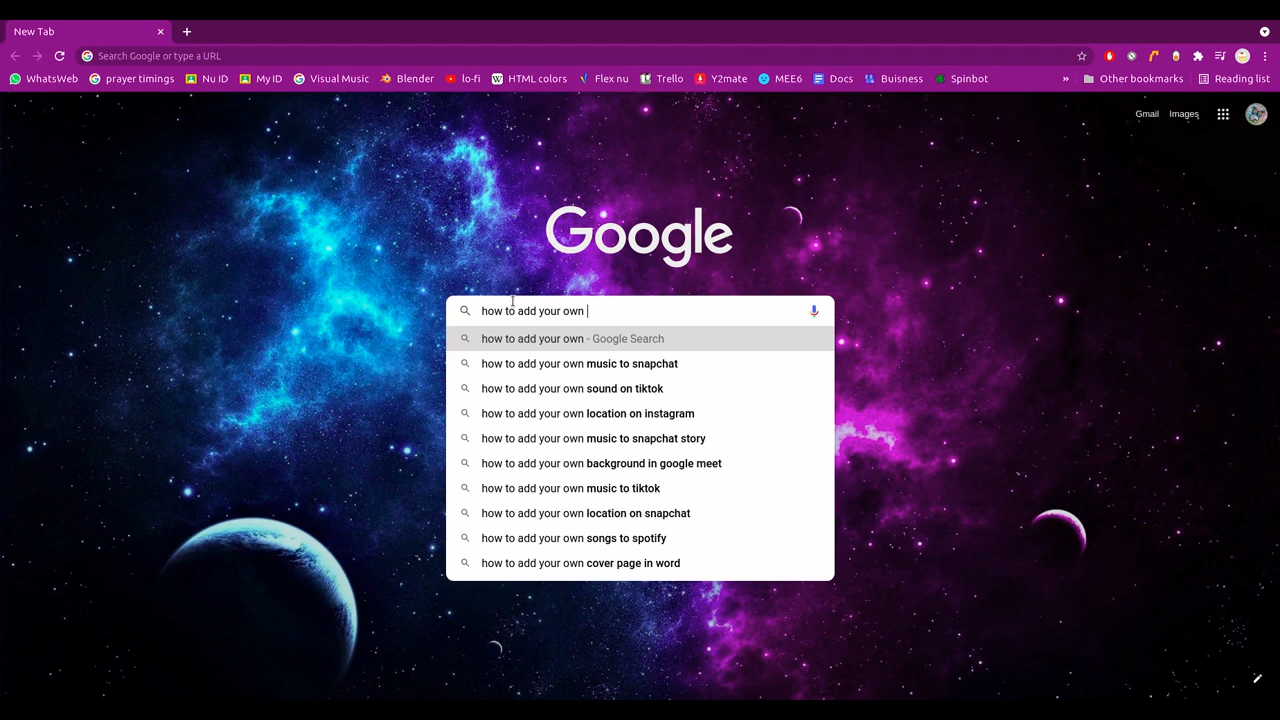 New Tab
Search Google or type a URL
WhatsWeb prayer timings Nu ID My ID Visual Music Blender lo-fi HTML colors Flex nu Trello Y2mate MEE6 Docs Buisness Spinbot » Other bookmarks Reading list
Gmail Images
Google
how to add your own
how to add your own - Google Search
how to add your own music to snapchat
how to add your own sound on tiktok
how to add your own location on instagram
how to add your own music to snapchat story
how to add your own background in google meet
how to add your own music to tiktok
how to add your own location on snapchat
how to add your own songs to spotify
how to add your own cover page in word